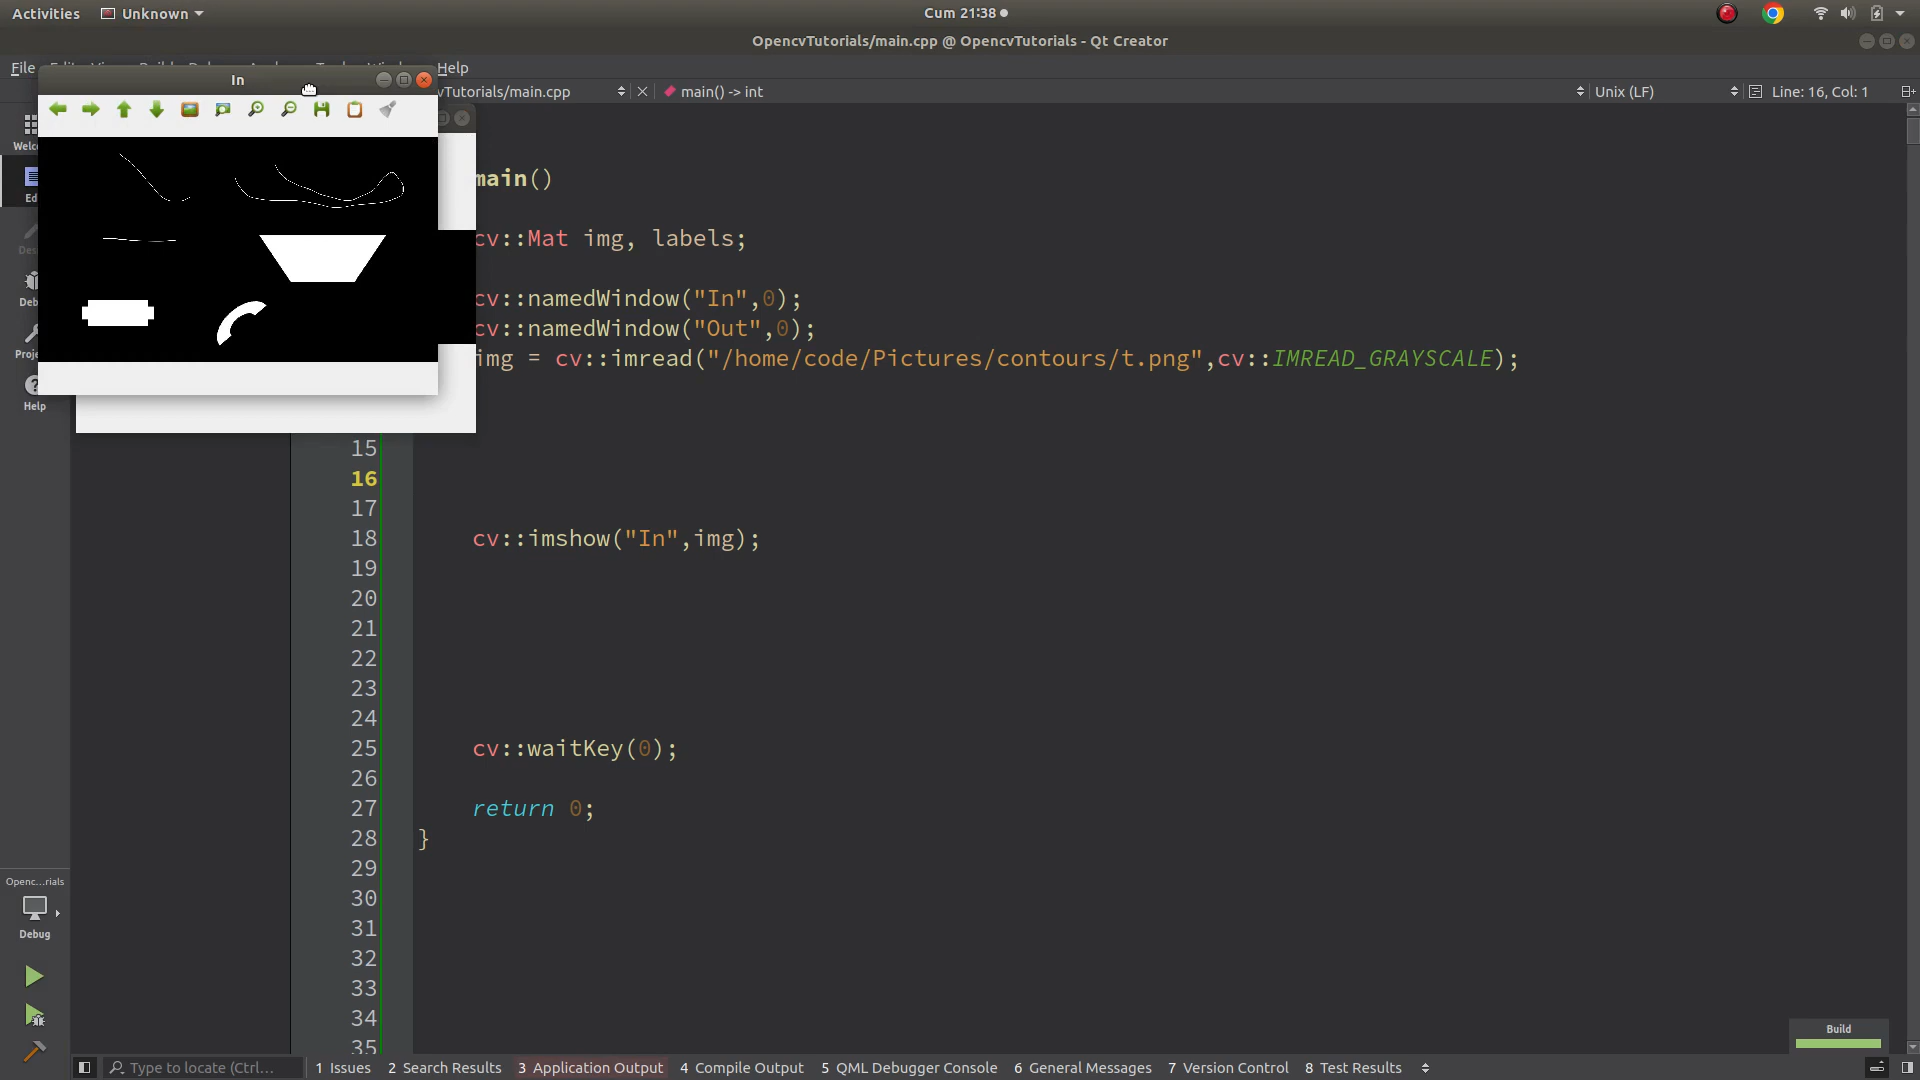 Activities Unknown Cum 21:38
OpencvTutorials/main.cpp @ OpencvTutorials - Qt Creator
File Help
In
vTutorials/main.cpp main() -> int Unix (LF) Line: 16, Col: 1
main()
cv::Mat img, labels;
cv::namedWindow("In",0);
cv::namedWindow("Out",0);
img = cv::imread("/home/code/Pictures/contours/t.png",cv::IMREAD_GRAYSCALE);
Help
15
16
17
18 cv::imshow("In",img);
19
20
21
22
23
24
25 cv::waitKey(0);
26
27 return 0;
28 }
29
30
31
32
33
34
35
Openc...rials
Debug
Build
Type to locate (Ctrl... 1 Issues 2 Search Results 3 Application Output 4 Compile Output 5 QML Debugger Console 6 General Messages 7 Version Control 8 Test Results